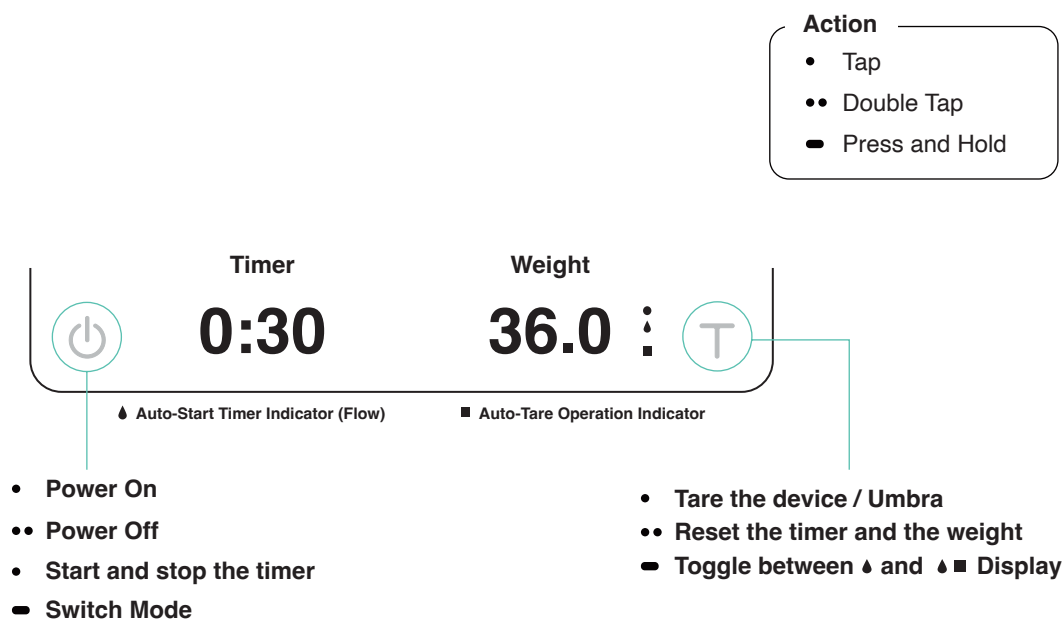 Action
• Tap
•• Double Tap
▬ Press and Hold
Timer Weight
0:30 36.0 T
Auto-Start Timer Indicator (Flow) ■ Auto-Tare Operation Indicator
• Power On
•• Power Off
• Start and stop the timer
▬ Switch Mode
• Tare the device / Umbra
•• Reset the timer and the weight
▬ Toggle between 💧 and 💧■ Display